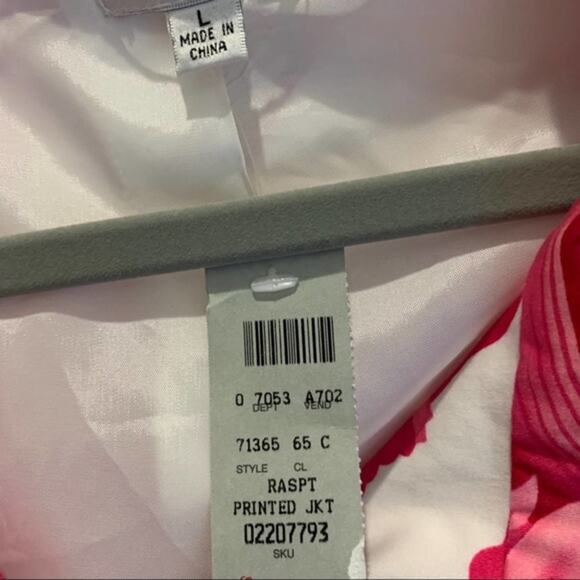 L
MADE IN
CHINA
0 7053 A702
DEPT VEND
71365 65 C
STYLE CL
RASPT
PRINTED JKT
02207793
SKU